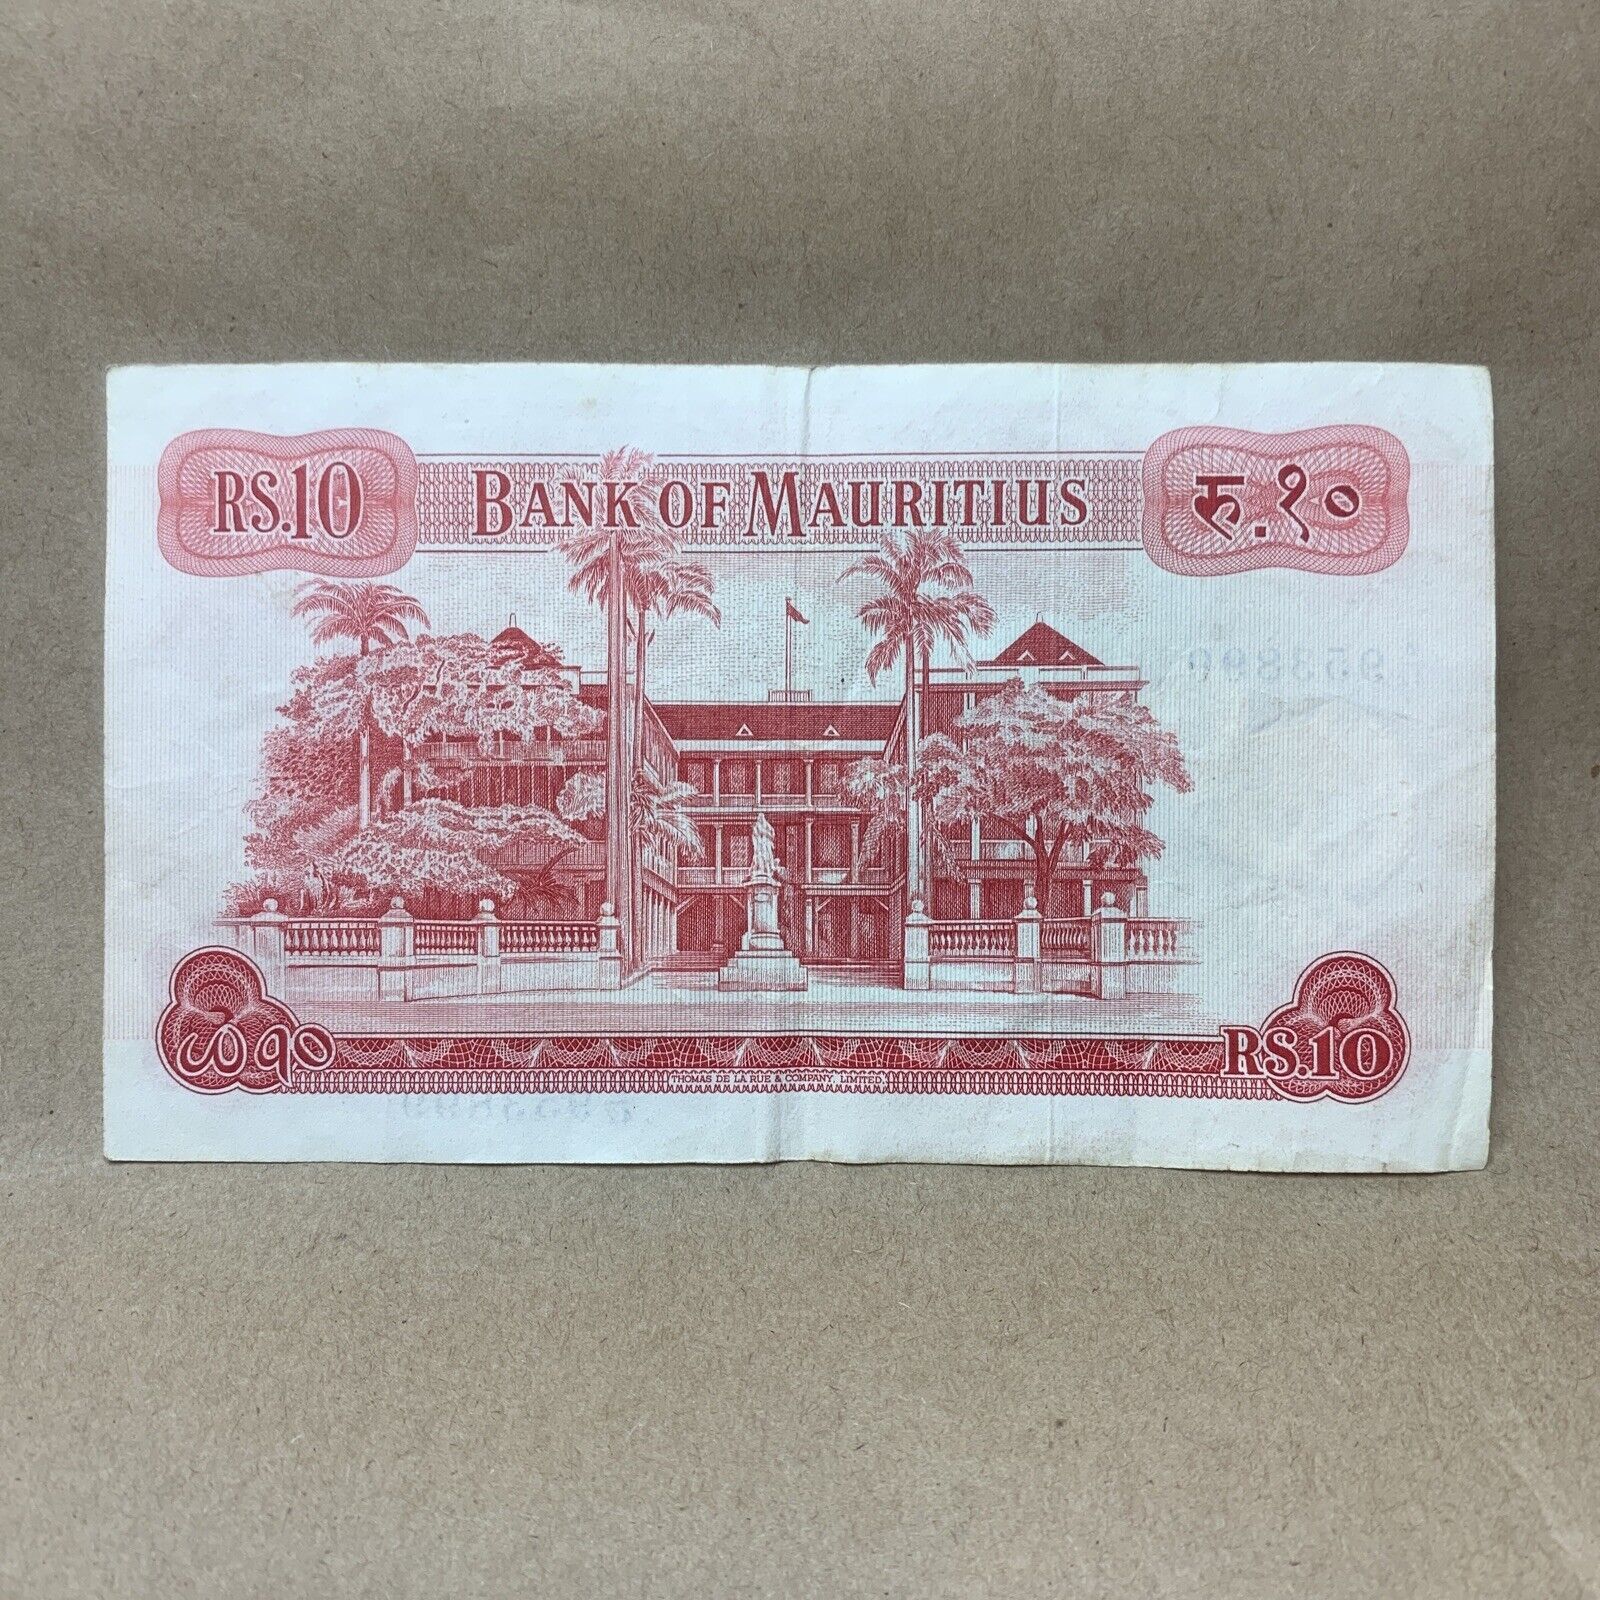 RS.10
BANK OF MAURITIUS
रु.१०
RS.10
THOMAS DE LA RUE & COMPANY, LIMITED